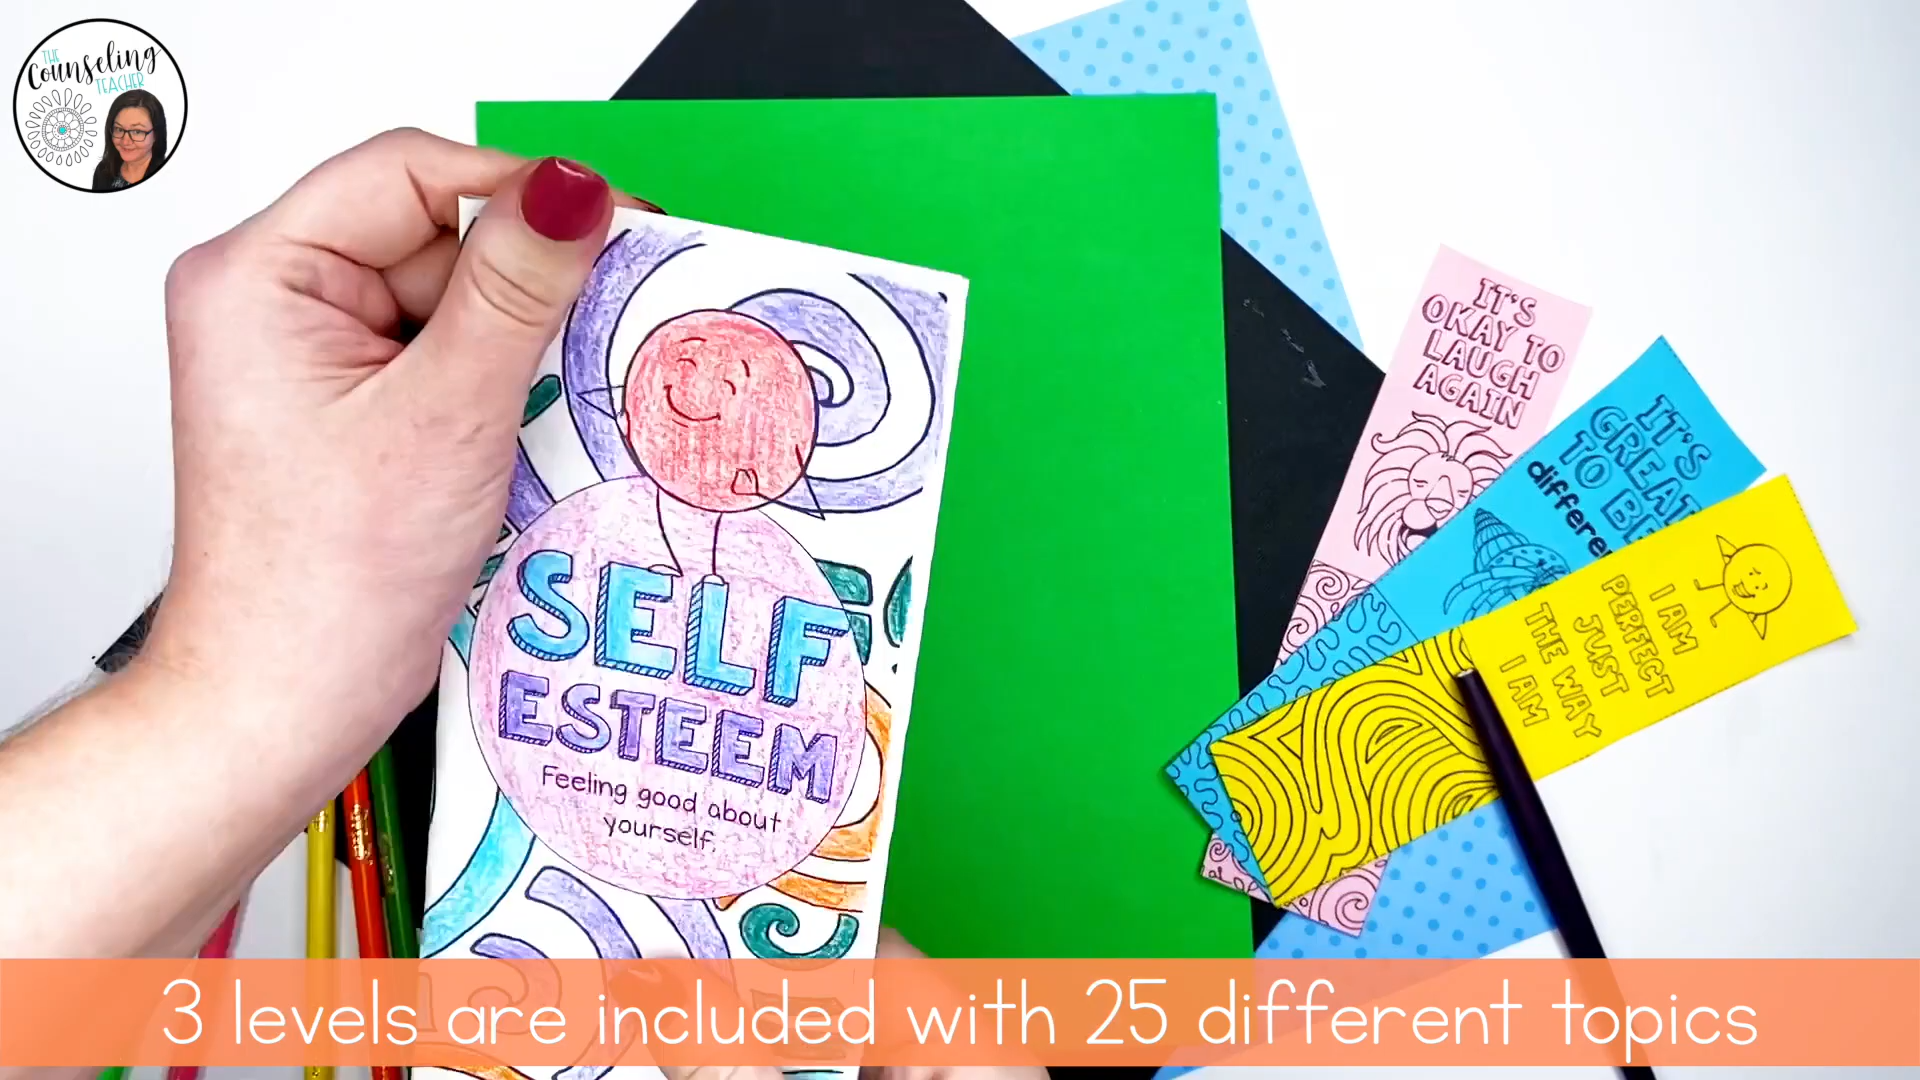 THE
Counseling
TEACHER
SELF
ESTEEM
Feeling good about
yourself.
IT'S
OKAY TO
LAUGH
AGAIN
IT'S
GREAT
TO BE
I AM
PERFECT
JUST
THE WAY
I AM
3 levels are included with 25 different topics